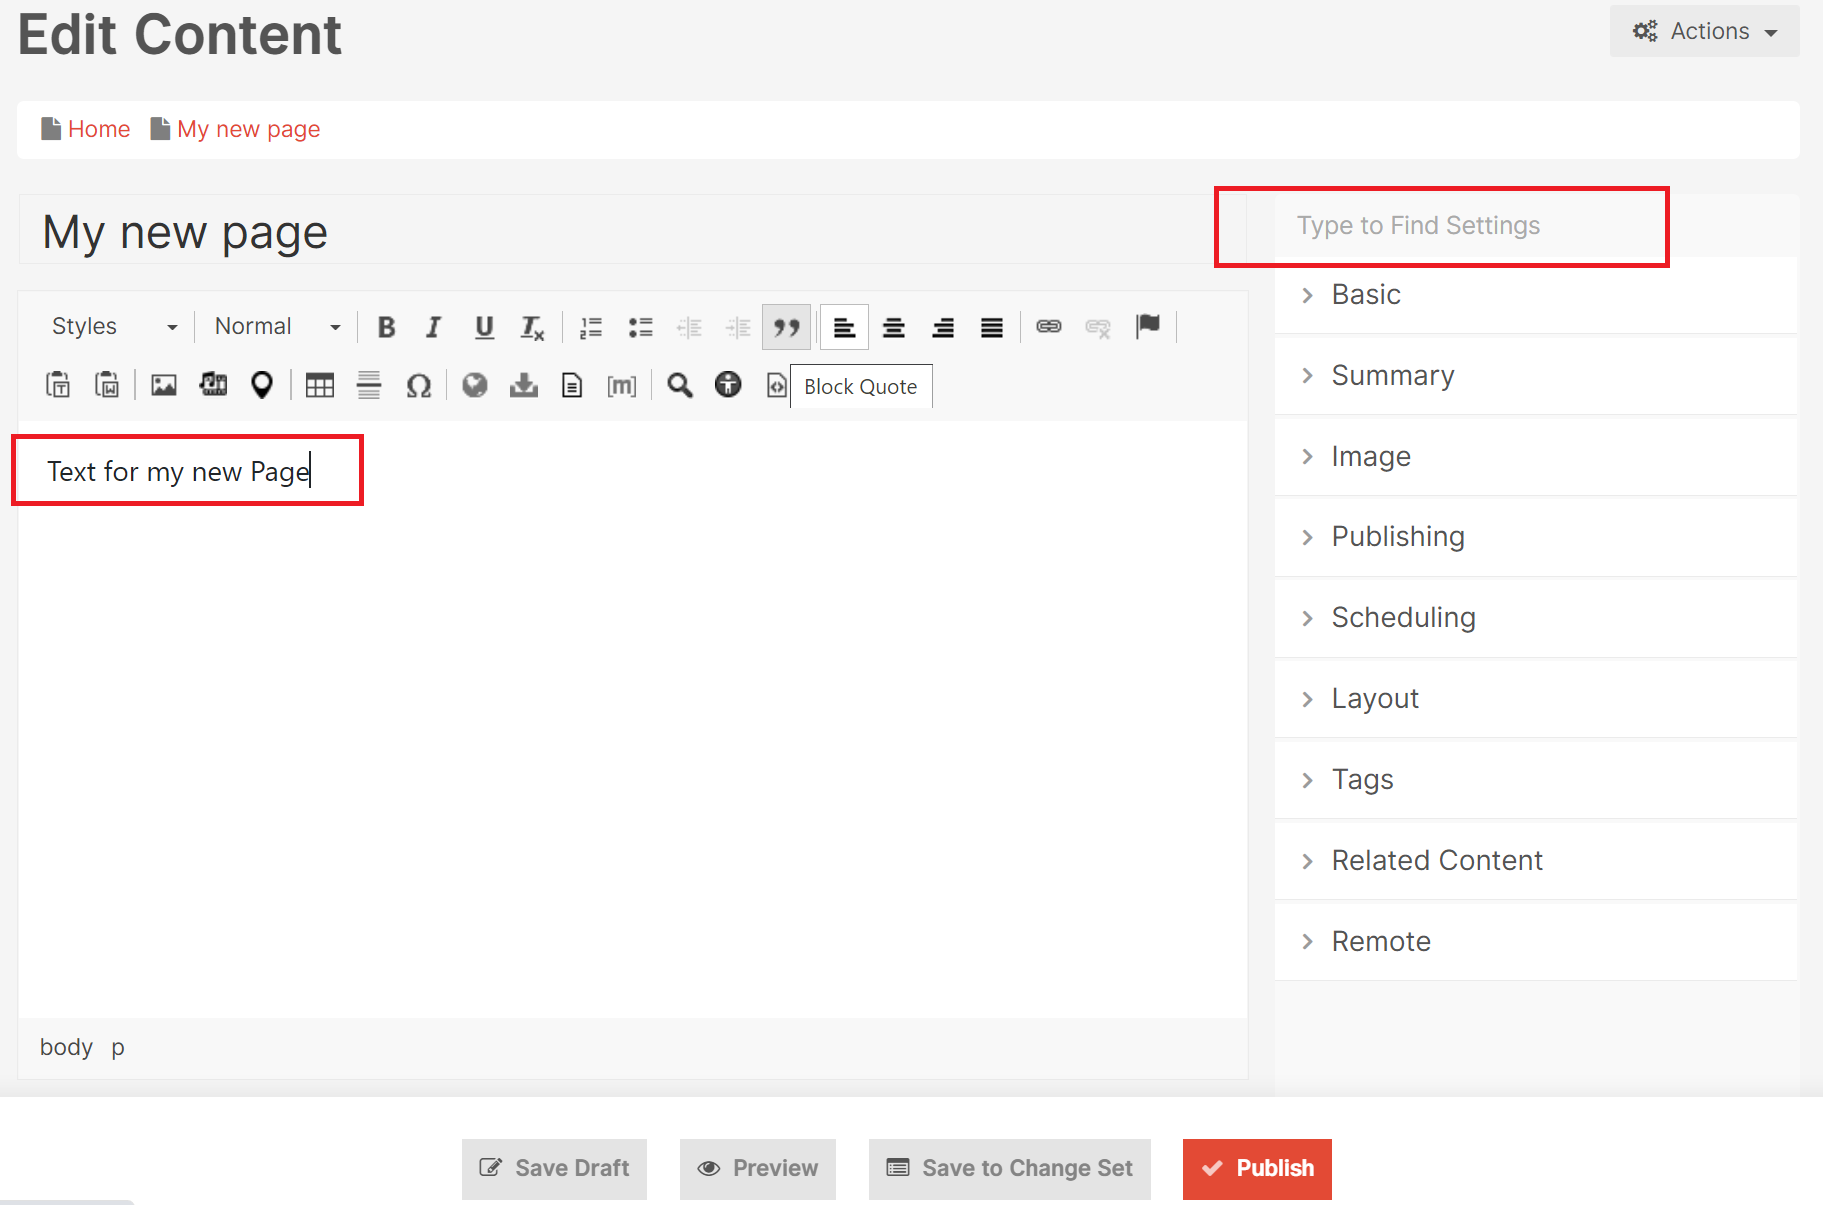 Edit Content
Actions
Home My new page
My new page
Type to Find Settings
Styles Normal B I U Tx
[m] Block Quote
Text for my new Page
body p
Basic
Summary
Image
Publishing
Scheduling
Layout
Tags
Related Content
Remote
Save Draft Preview Save to Change Set Publish